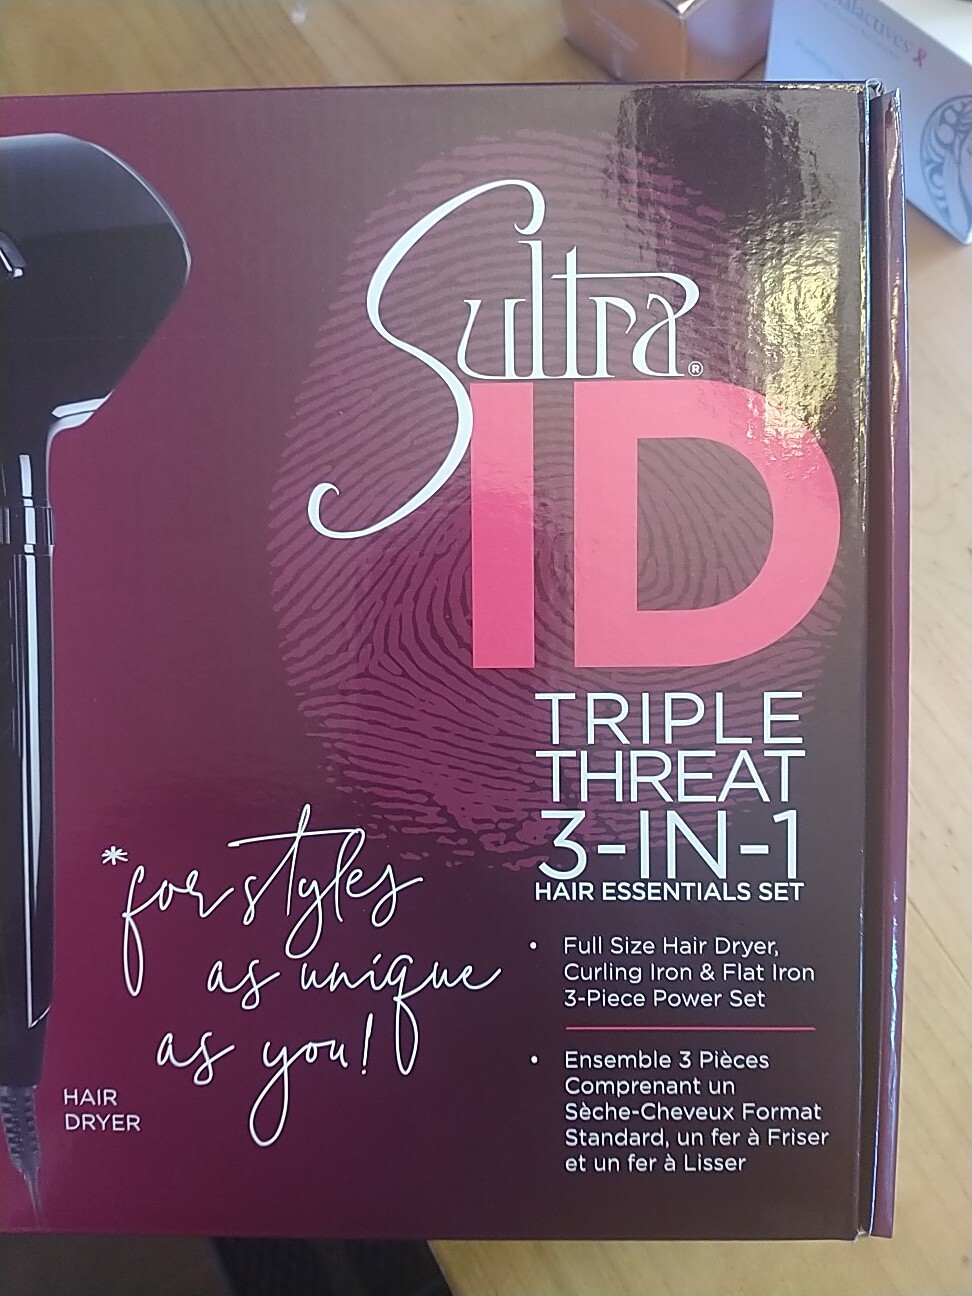 Sultra®
ID
TRIPLE
THREAT
3-IN-1
HAIR ESSENTIALS SET
• Full Size Hair Dryer,
Curling Iron & Flat Iron
3-Piece Power Set
• Ensemble 3 Pièces
Comprenant un
Sèche-Cheveux Format
Standard, un fer à Friser
et un fer à Lisser
*for styles
as unique
as you!
HAIR
DRYER